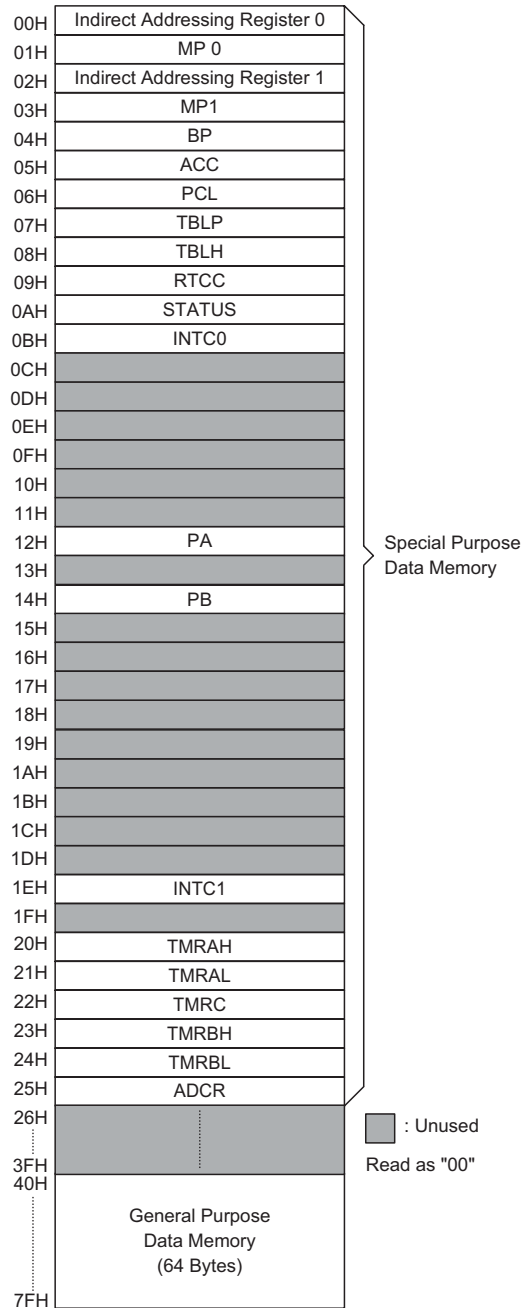 00H Indirect Addressing Register 0
01H MP 0
02H Indirect Addressing Register 1
03H MP1
04H BP
05H ACC
06H PCL
07H TBLP
08H TBLH
09H RTCC
0AH STATUS
0BH INTC0
0CH
0DH
0EH
0FH
10H
11H
12H PA
13H
14H PB
15H
16H
17H
18H
19H
1AH
1BH
1CH
1DH
1EH INTC1
1FH
20H TMRAH
21H TMRAL
22H TMRC
23H TMRBH
24H TMRBL
25H ADCR
26H
3FH
40H
General Purpose
Data Memory
(64 Bytes)
7FH
Special Purpose
Data Memory
: Unused
Read as "00"